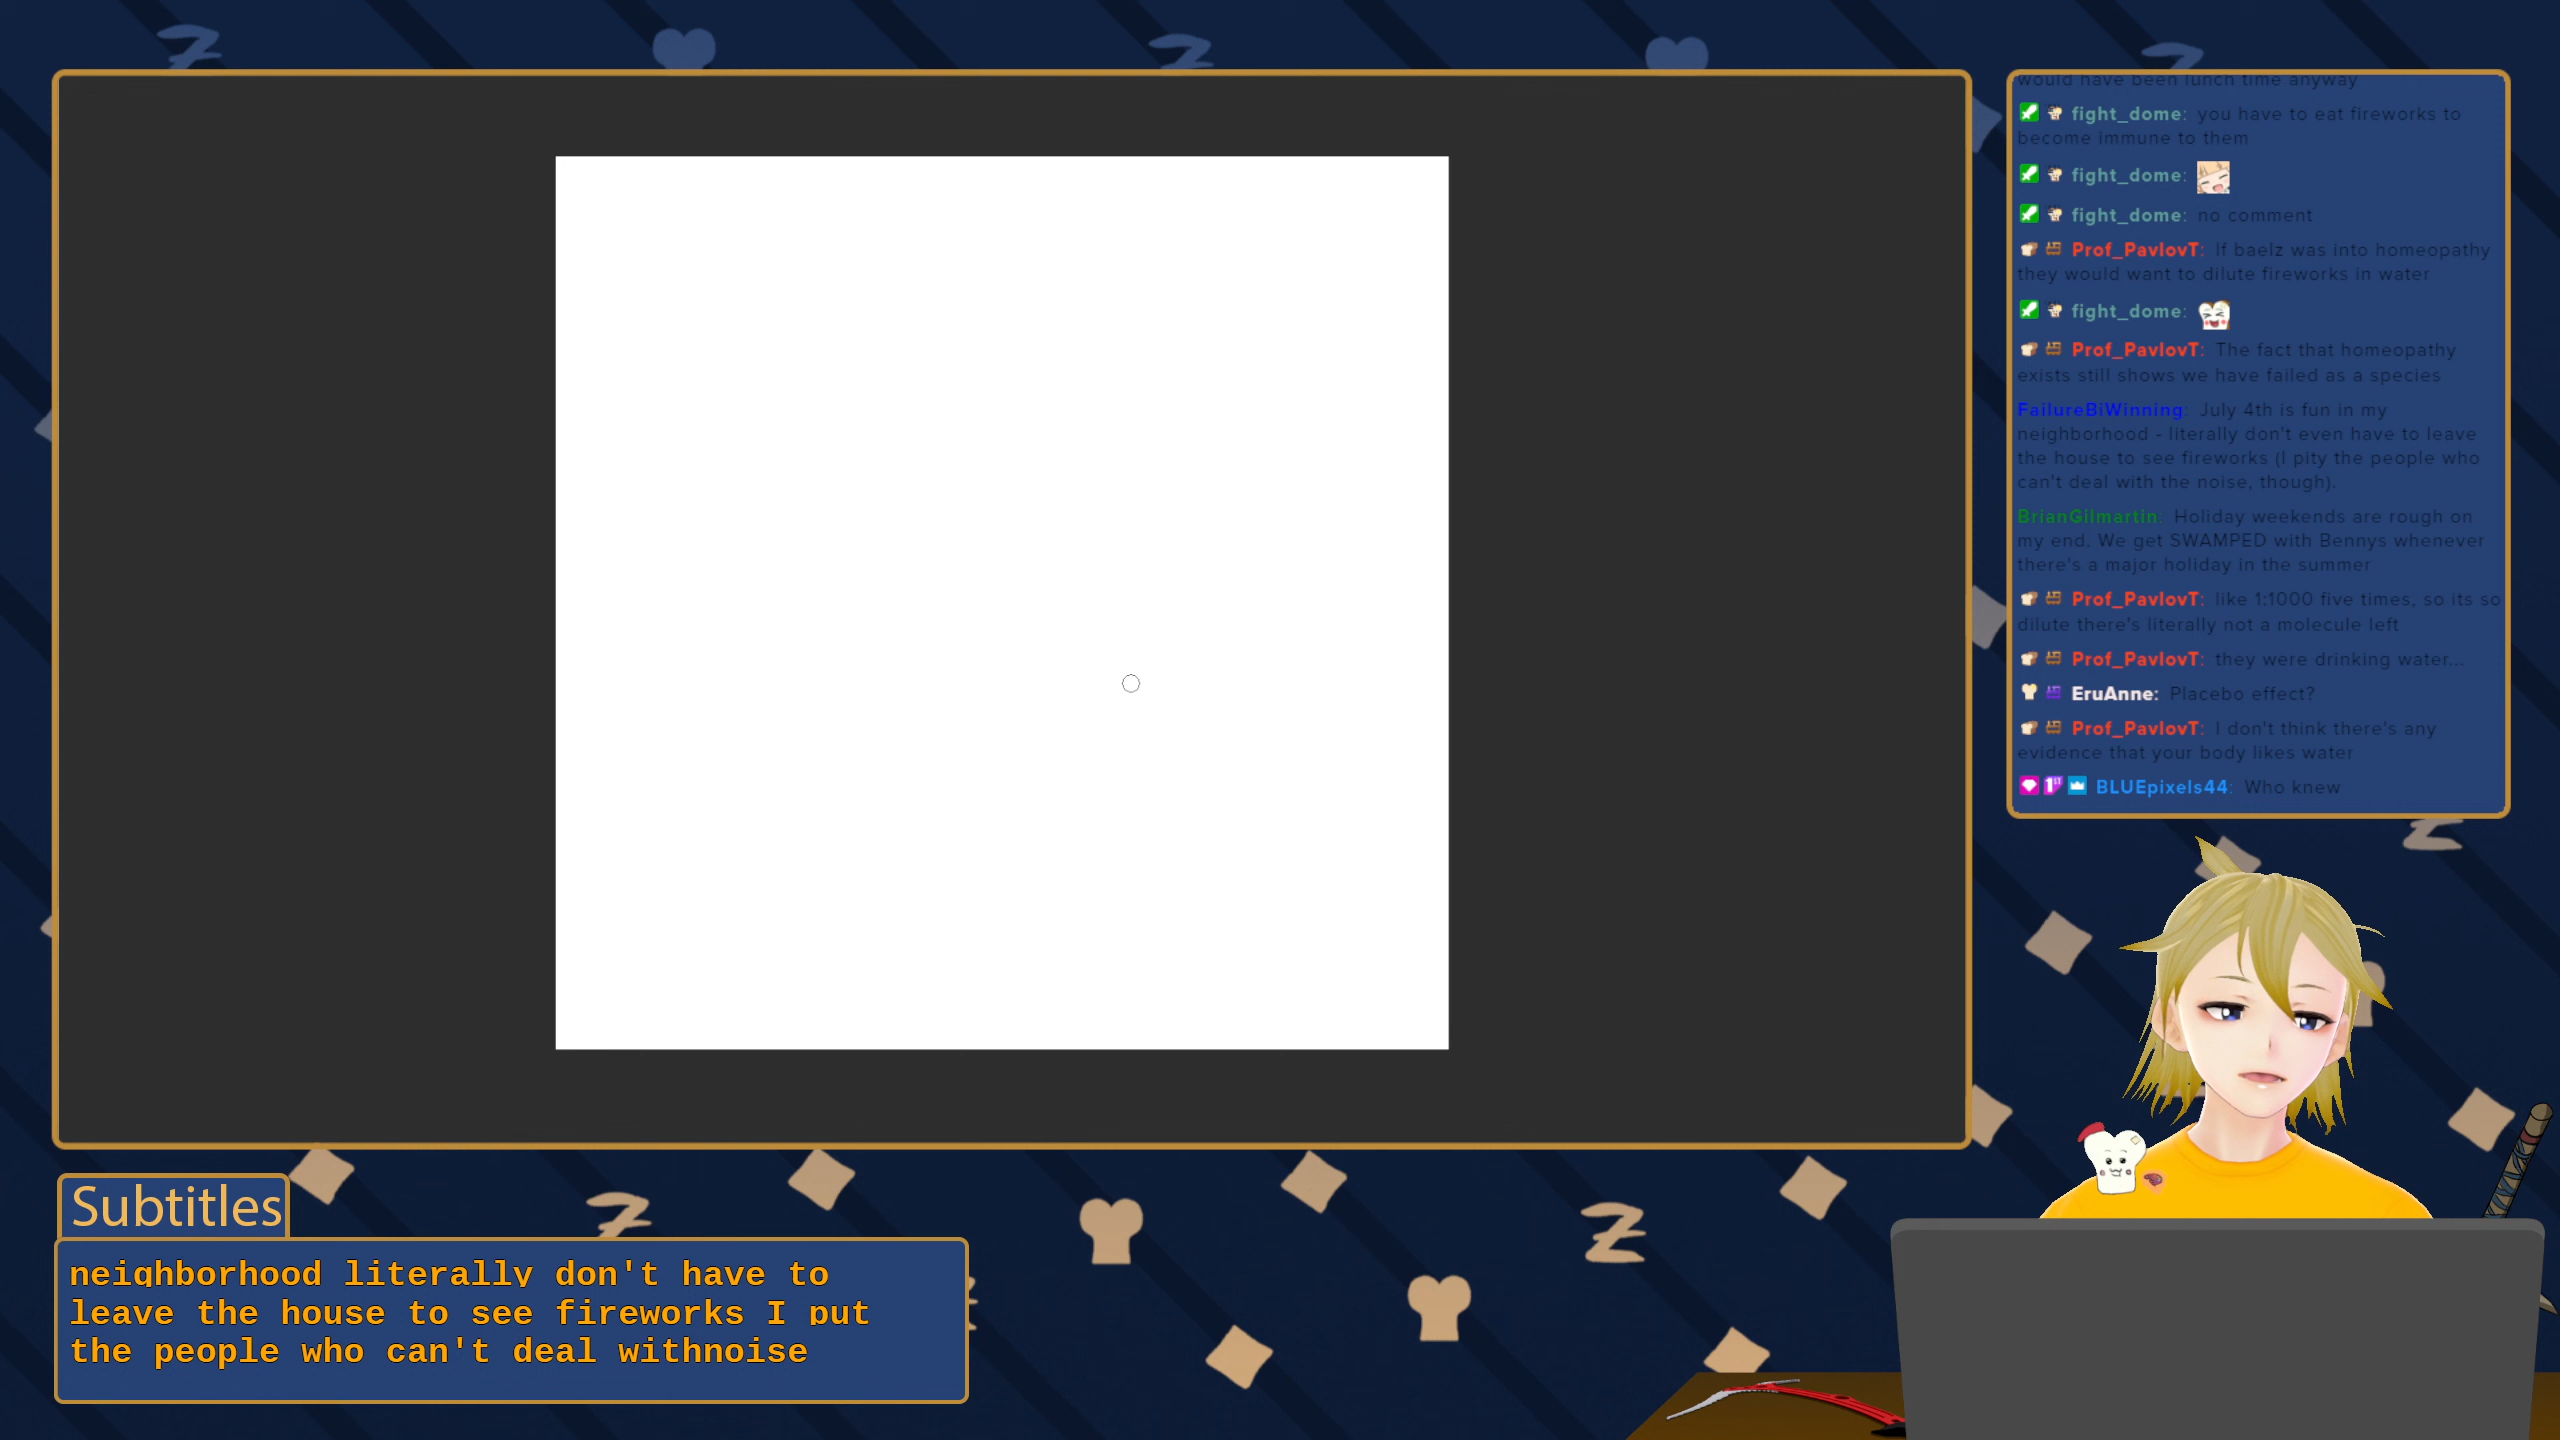 would have been lunch time anyway
fight_dome: you have to eat fireworks to
become immune to them
fight_dome:
fight_dome: no comment
Prof_PavlovT: If baelz was into homeopathy
they would want to dilute fireworks in water
fight_dome:
Prof_PavlovT: The fact that homeopathy
exists still shows we have failed as a species
FailureBiWinning: July 4th is fun in my
neighborhood - literally don't even have to leave
the house to see fireworks (I pity the people who
can't deal with the noise, though).
BrianGilmartin: Holiday weekends are rough on
my end. We get SWAMPED with Bennys whenever
there's a major holiday in the summer
Prof_PavlovT: like 1:1000 five times, so its so
dilute there's literally not a molecule left
Prof_PavlovT: they were drinking water...
EruAnne: Placebo effect?
Prof_PavlovT: I don't think there's any
evidence that your body likes water
BLUEpixels44: Who knew
Subtitles
neighborhood literally don't have to
leave the house to see fireworks I put
the people who can't deal withnoise